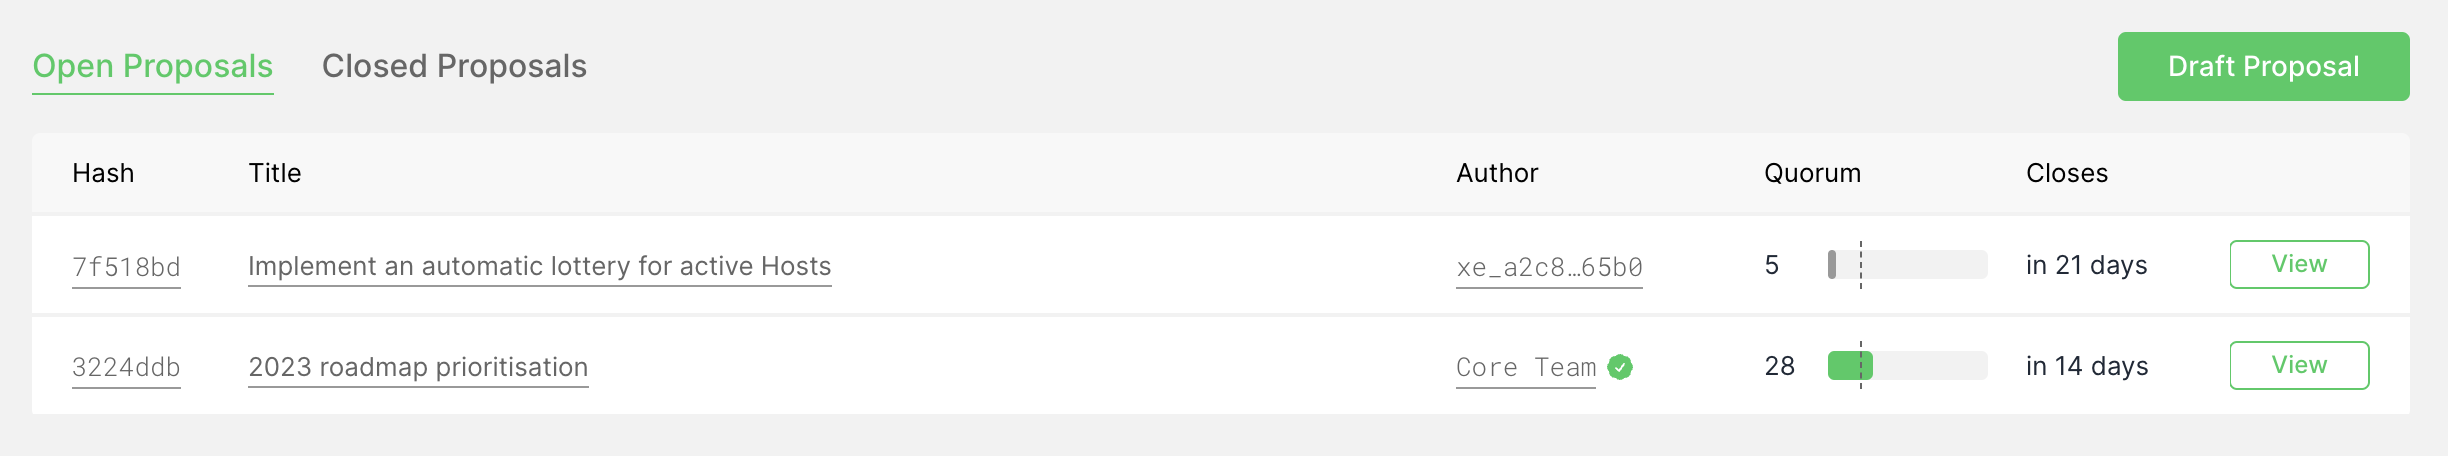 Open Proposals Closed Proposals Draft Proposal
Hash Title Author Quorum Closes
7f518bd Implement an automatic lottery for active Hosts xe_a2c8…65b0 5 in 21 days View
3224ddb 2023 roadmap prioritisation Core Team 28 in 14 days View